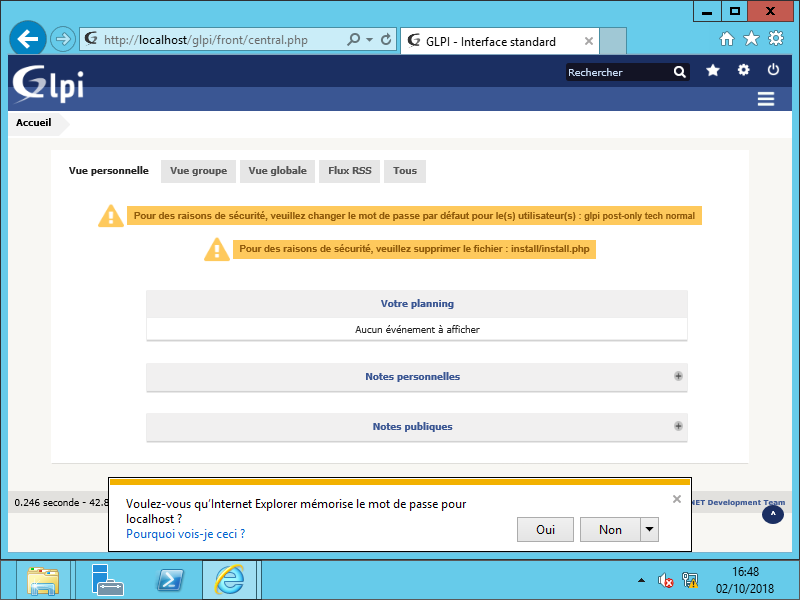 http://localhost/glpi/front/central.php
GLPI - Interface standard
Glpi
Rechercher
Accueil
Vue personnelle
Vue groupe
Vue globale
Flux RSS
Tous
Pour des raisons de sécurité, veuillez changer le mot de passe par défaut pour le(s) utilisateur(s) : glpi post-only tech normal
Pour des raisons de sécurité, veuillez supprimer le fichier : install/install.php
Votre planning
Aucun événement à afficher
Notes personnelles
Notes publiques
0.246 seconde - 42.8
NET Development Team
Voulez-vous qu'Internet Explorer mémorise le mot de passe pour
localhost ?
Pourquoi vois-je ceci ?
Oui
Non
16:48
02/10/2018